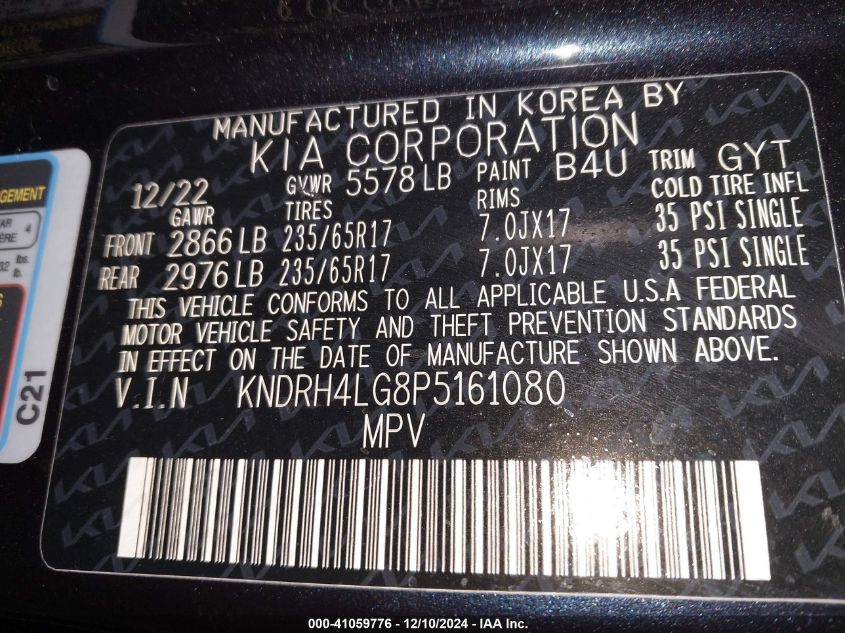 MANUFACTURED IN KOREA BY
KIA CORPORATION
12/22 GVWR 5578 LB PAINT B4U TRIM GYT
GAWR TIRES RIMS COLD TIRE INFL
FRONT 2866 LB 235/65R17 7.0JX17 35 PSI SINGLE
REAR 2976 LB 235/65R17 7.0JX17 35 PSI SINGLE
THIS VEHICLE CONFORMS TO ALL APPLICABLE U.S.A FEDERAL
MOTOR VEHICLE SAFETY AND THEFT PREVENTION STANDARDS
IN EFFECT ON THE DATE OF MANUFACTURE SHOWN ABOVE.
V.I.N KNDRH4LG8P5161080
MPV
4
lbs.
lb.
C21
000-41059776 - 12/10/2024 - IAA Inc.